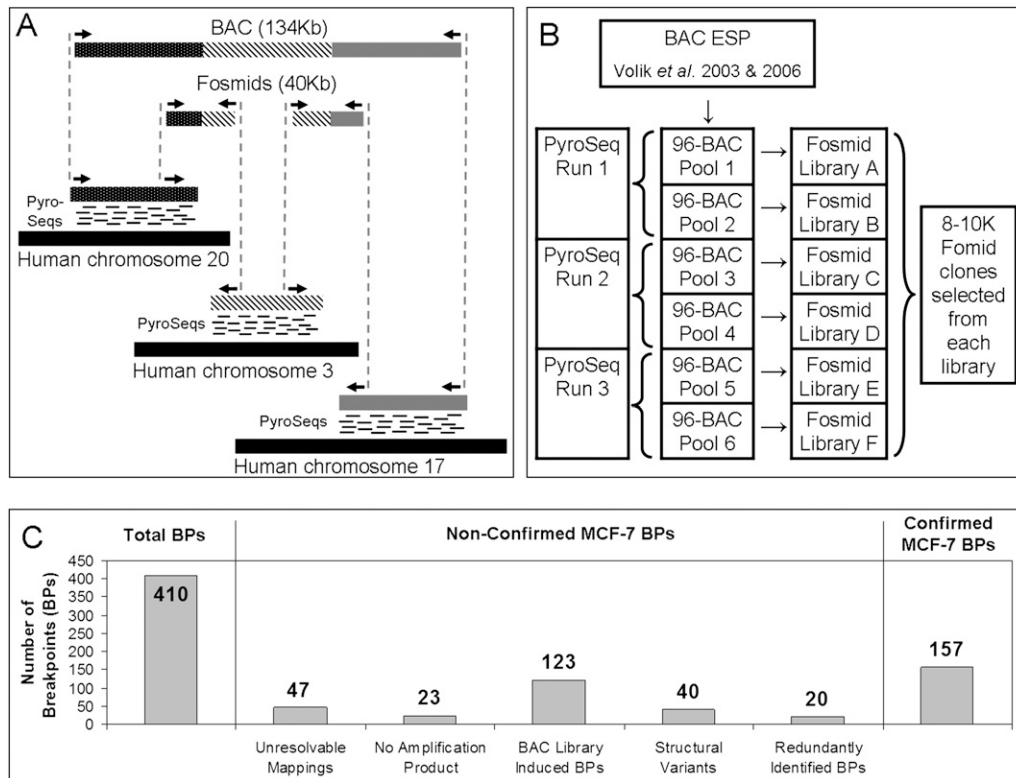 A
BAC (134Kb)
Fosmids (40Kb)
Pyro-
Seqs
Human chromosome 20
PyroSeqs
Human chromosome 3
PyroSeqs
Human chromosome 17
B
BAC ESP
Volik et al. 2003 & 2006
PyroSeq
Run 1
96-BAC
Pool 1
Fosmid
Library A
96-BAC
Pool 2
Fosmid
Library B
PyroSeq
Run 2
96-BAC
Pool 3
Fosmid
Library C
96-BAC
Pool 4
Fosmid
Library D
PyroSeq
Run 3
96-BAC
Pool 5
Fosmid
Library E
96-BAC
Pool 6
Fosmid
Library F
8-10K
Fomid
clones
selected
from
each
library
C
Total BPs
Non-Confirmed MCF-7 BPs
Confirmed
MCF-7 BPs
Number of
Breakpoints (BPs)
450
400
350
300
250
200
150
100
50
0
410
47
23
123
40
20
157
Unresolvable
Mappings
No Amplification
Product
BAC Library
Induced BPs
Structural
Variants
Redundantly
Identified BPs